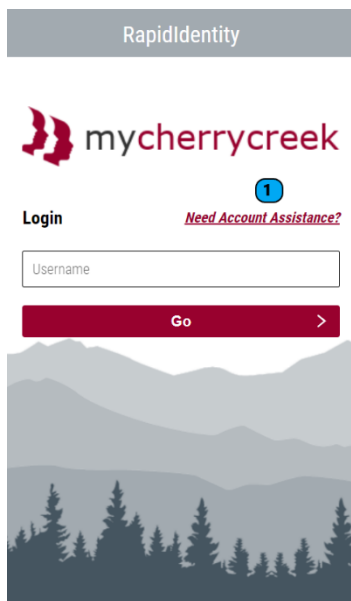 RapidIdentity
mycherrycreek
1
Login
Need Account Assistance?
Username
Go